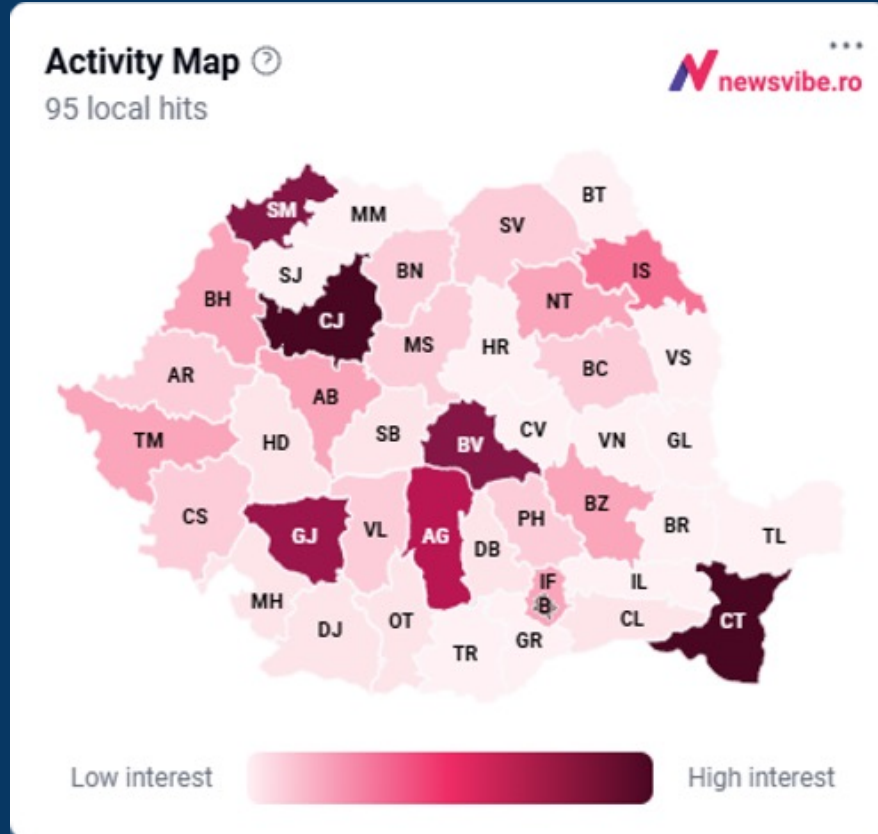 Activity Map ?
...
newsvibe.ro
95 local hits
BT
SM
MM
SV
IS
SJ
BN
BH
NT
CJ
MS
HR
VS
BC
AR
AB
CV
SB
BV
VN
GL
TM
HD
BZ
CS
PH
BR
VL
AG
GJ
TL
DB
IF
IL
MH
B
CL
CT
OT
DJ
GR
TR
Low interest
High interest